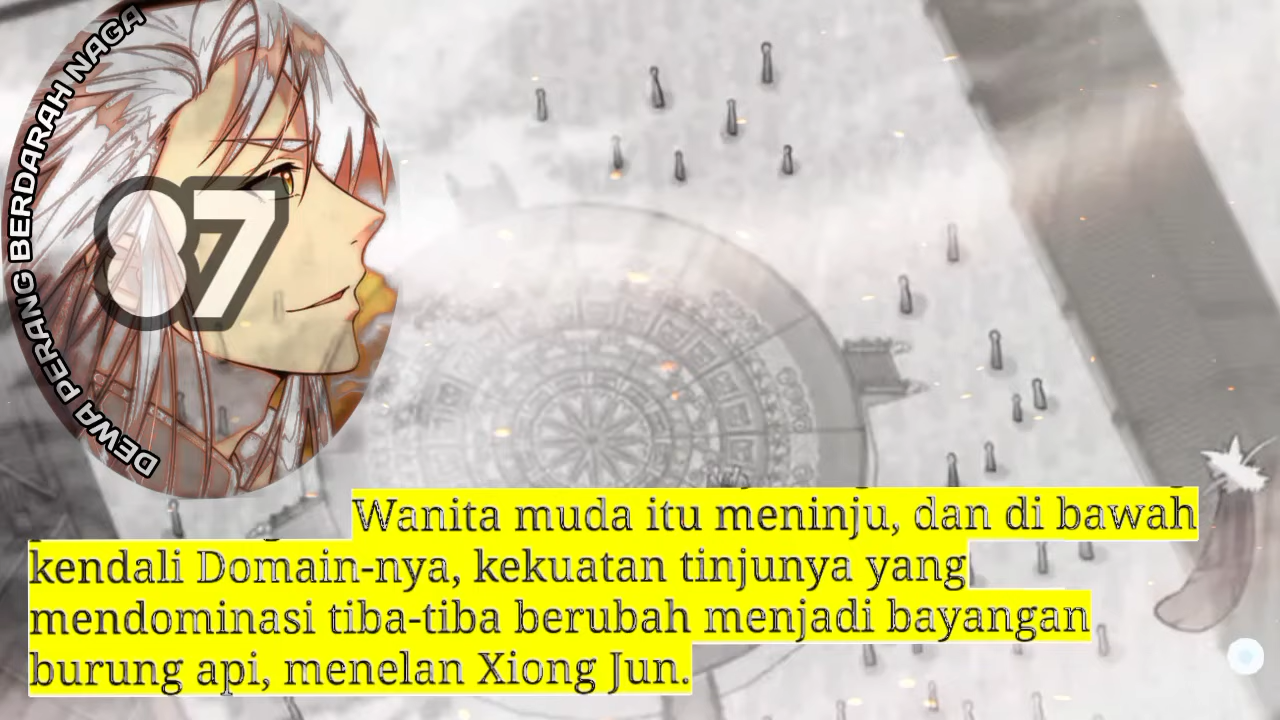 DEWA PERANG BERDARAH NAGA
87
Wanita muda itu meninju, dan di bawah
kendali Domain-nya, kekuatan tinjunya yang
mendominasi tiba-tiba berubah menjadi bayangan
burung api, menelan Xiong Jun.